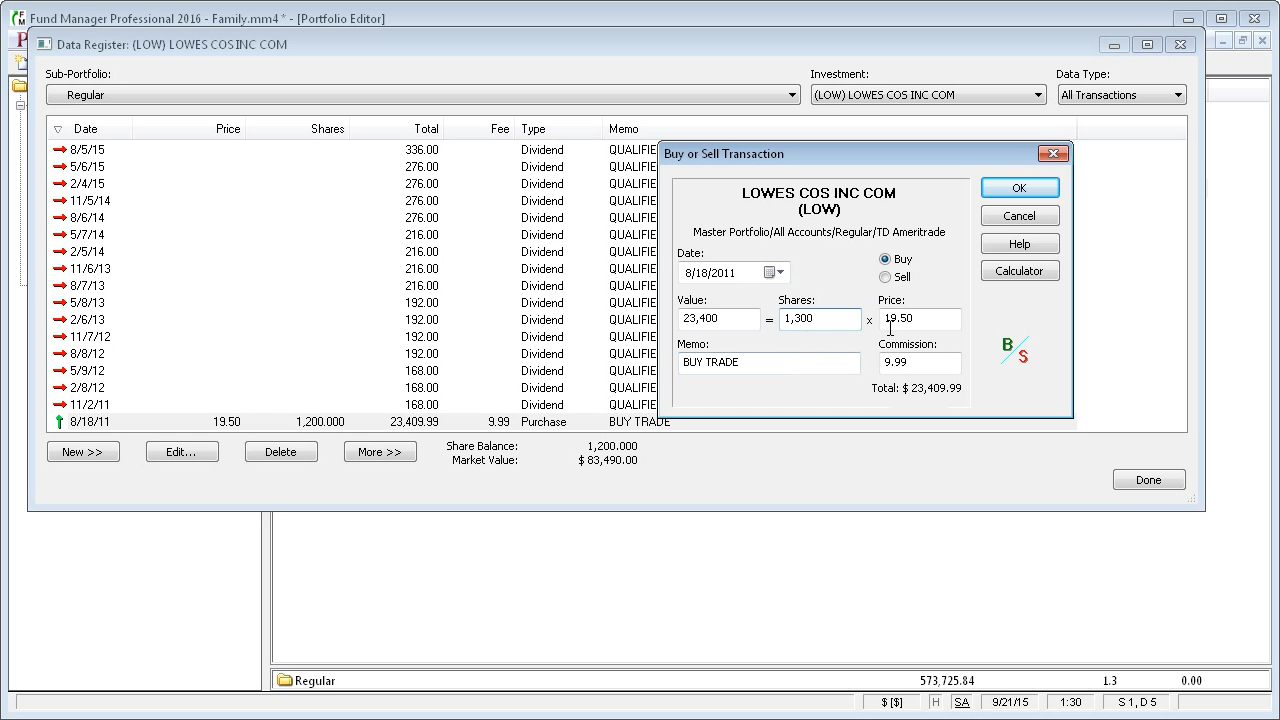 Fund Manager Professional 2016 - Family.mm4 * - [Portfolio Editor]
Data Register: (LOW) LOWES COS INC COM
Sub-Portfolio:
Regular
Investment:
(LOW) LOWES COS INC COM
Data Type:
All Transactions
Date Price Shares Total Fee Type Memo
8/5/15 336.00 Dividend QUALIFIE
5/6/15 276.00 Dividend QUALIFIE
2/4/15 276.00 Dividend QUALIFIE
11/5/14 276.00 Dividend QUALIFIE
8/6/14 276.00 Dividend QUALIFIE
5/7/14 216.00 Dividend QUALIFIE
2/5/14 216.00 Dividend QUALIFIE
11/6/13 216.00 Dividend QUALIFIE
8/7/13 216.00 Dividend QUALIFIE
5/8/13 192.00 Dividend QUALIFIE
2/6/13 192.00 Dividend QUALIFIE
11/7/12 192.00 Dividend QUALIFIE
8/8/12 192.00 Dividend QUALIFIE
5/9/12 168.00 Dividend QUALIFIE
2/8/12 168.00 Dividend QUALIFIE
11/2/11 168.00 Dividend QUALIFIE
8/18/11 19.50 1,200.000 23,409.99 9.99 Purchase BUY TRADE
New >>
Edit...
Delete
More >>
Share Balance: 1,200.000
Market Value: $ 83,490.00
Done
Buy or Sell Transaction
LOWES COS INC COM
(LOW)
Master Portfolio/All Accounts/Regular/TD Ameritrade
Date:
8/18/2011
Buy
Sell
Value: Shares: Price:
23,400 = 1,300 x 19.50
Memo: Commission:
BUY TRADE 9.99
Total: $ 23,409.99
OK
Cancel
Help
Calculator
B/S
Regular 573,725.84 1.3 0.00
$ [$] H SA 9/21/15 1:30 S 1, D 5